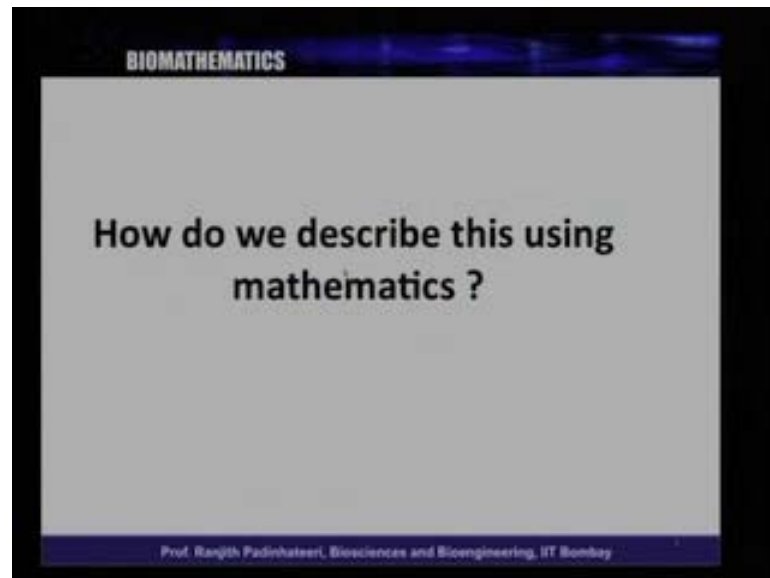 BIOMATHEMATICS
How do we describe this using
mathematics ?
Prof. Ranjith Padinhateeri, Biosciences and Bioengineering, IIT Bombay